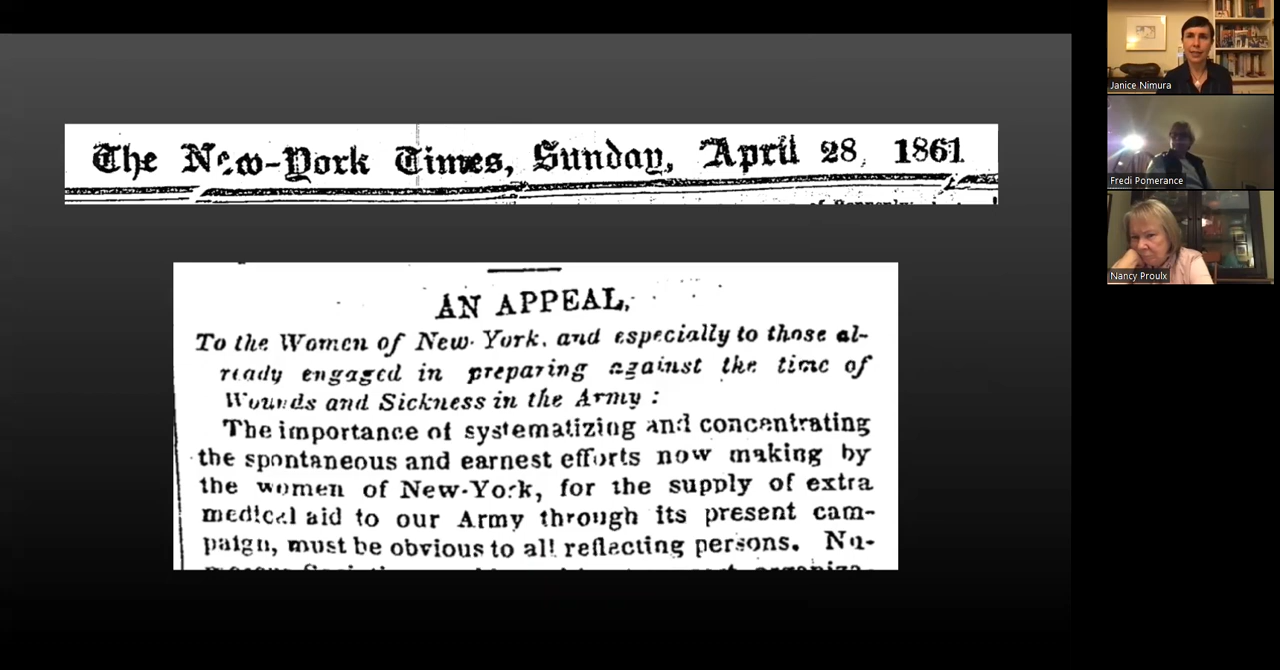 The New-York Times, Sunday, April 28, 1861
AN APPEAL,
To the Women of New-York, and especially to those al-
ready engaged in preparing against the time of
Wounds and Sickness in the Army :
The importance of systematizing and concentrating
the spontaneous and earnest efforts now making by
the women of New-York, for the supply of extra
medical aid to our Army through its present cam-
paign, must be obvious to all reflecting persons. Nu-
Janice Nimura
Fredi Pomerance
Nancy Proulx